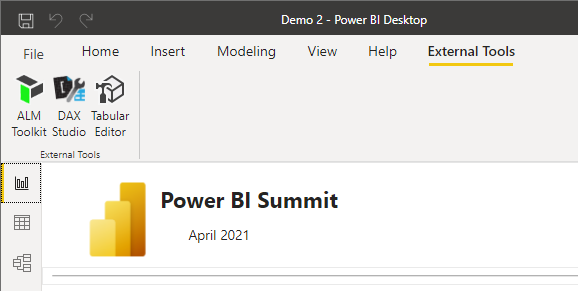 Demo 2 - Power BI Desktop
File Home Insert Modeling View Help External Tools
ALM Toolkit
DAX Studio
Tabular Editor
External Tools
Power BI Summit
April 2021